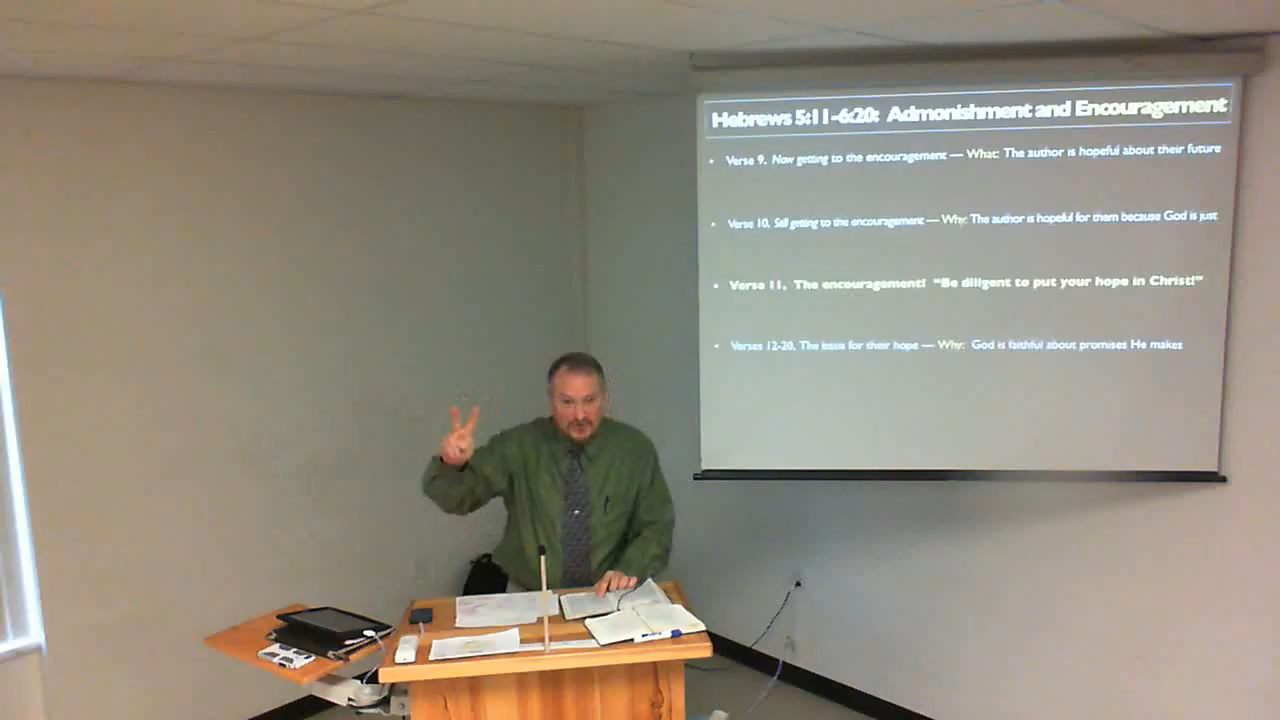 Hebrews 5:11-6:20: Admonishment and Encouragement
• Verse 9, Now getting to the encouragement — What: The author is hopeful about their future
• Verse 10, Still getting to the encouragement — Why: The author is hopeful for them because God is just
• Verse 11, The encouragement! "Be diligent to put your hope in Christ!"
• Verses 12-20, The basis for their hope — Why: God is faithful about promises He makes